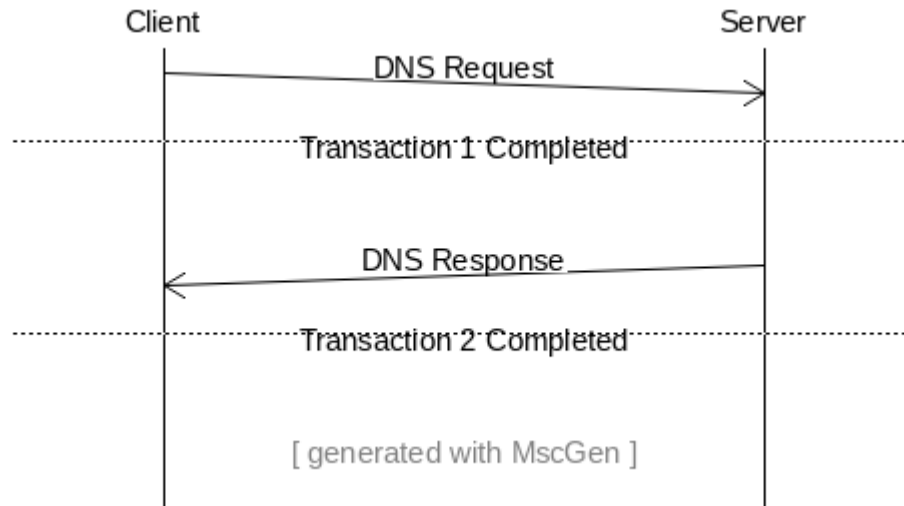 Client Server
DNS Request
Transaction 1 Completed
DNS Response
Transaction 2 Completed
[ generated with MscGen ]